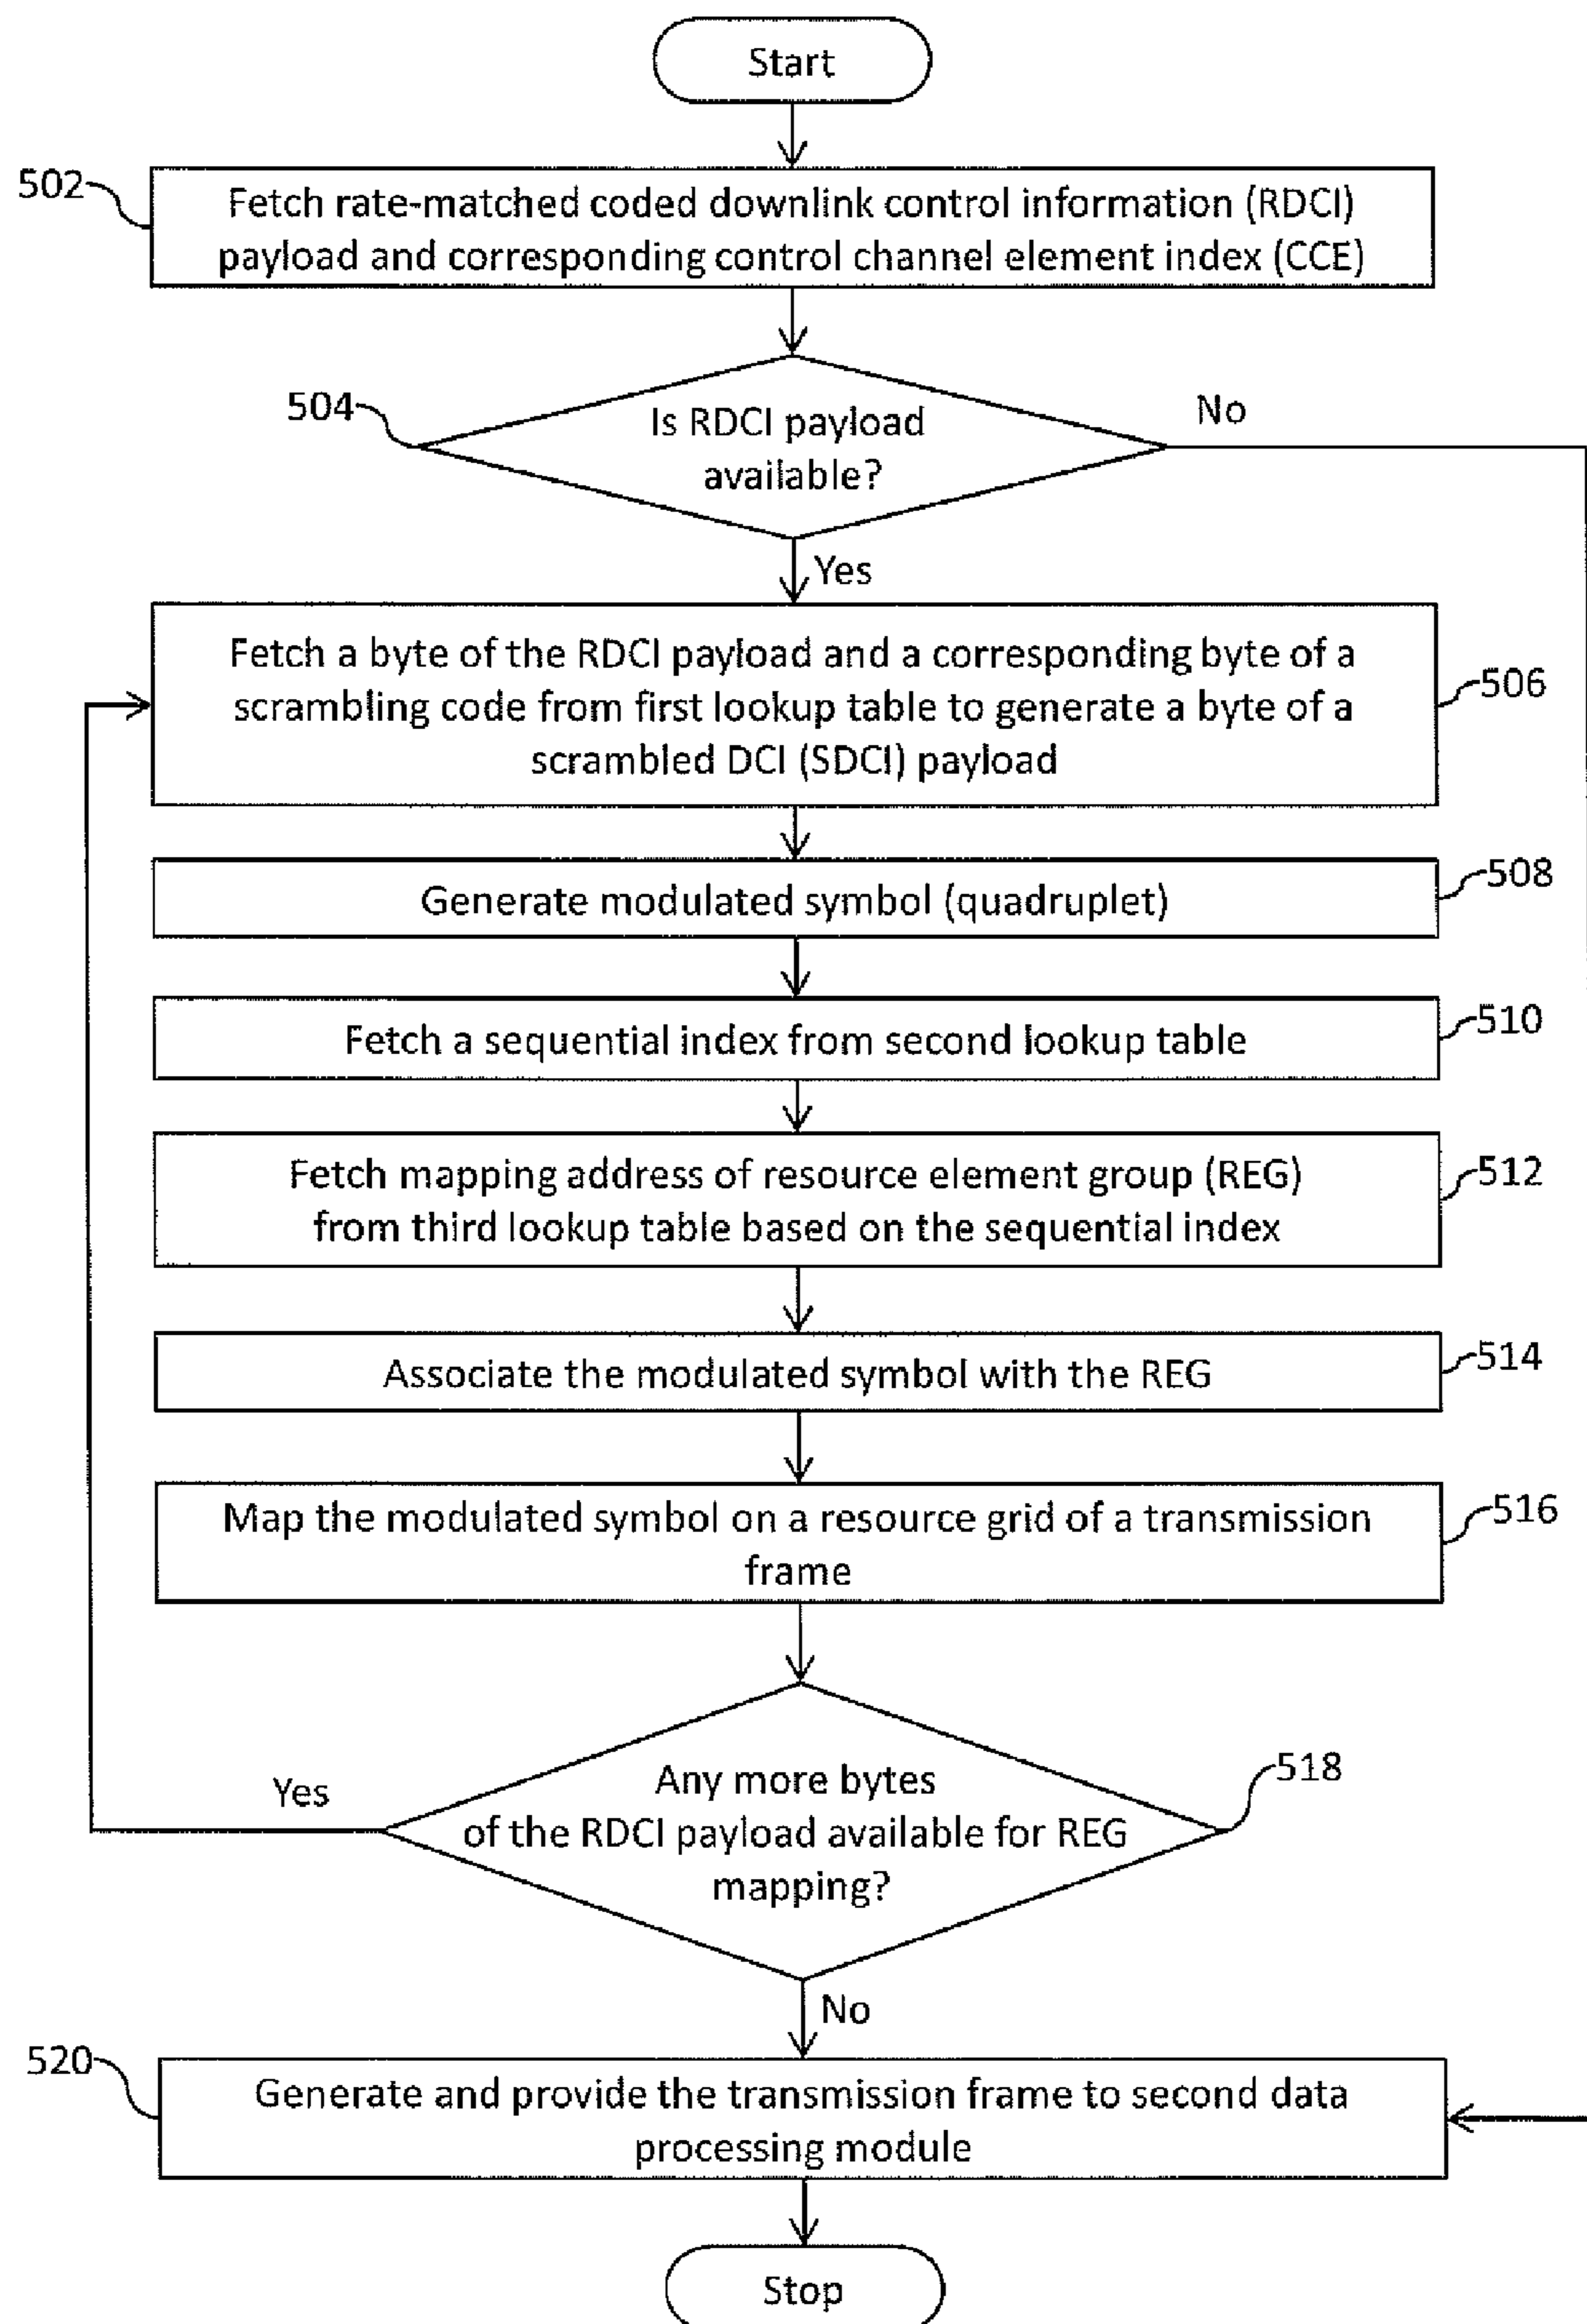 Start
502
Fetch rate-matched coded downlink control information (RDCI)
payload and corresponding control channel element index (CCE)
504
Is RDCI payload
available?
No
Yes
Fetch a byte of the RDCI payload and a corresponding byte of a
scrambling code from first lookup table to generate a byte of a
scrambled DCI (SDCI) payload
506
Generate modulated symbol (quadruplet)
508
Fetch a sequential index from second lookup table
510
Fetch mapping address of resource element group (REG)
from third lookup table based on the sequential index
512
Associate the modulated symbol with the REG
514
Map the modulated symbol on a resource grid of a transmission
frame
516
Any more bytes
of the RDCI payload available for REG
mapping?
518
Yes
No
520
Generate and provide the transmission frame to second data
processing module
Stop